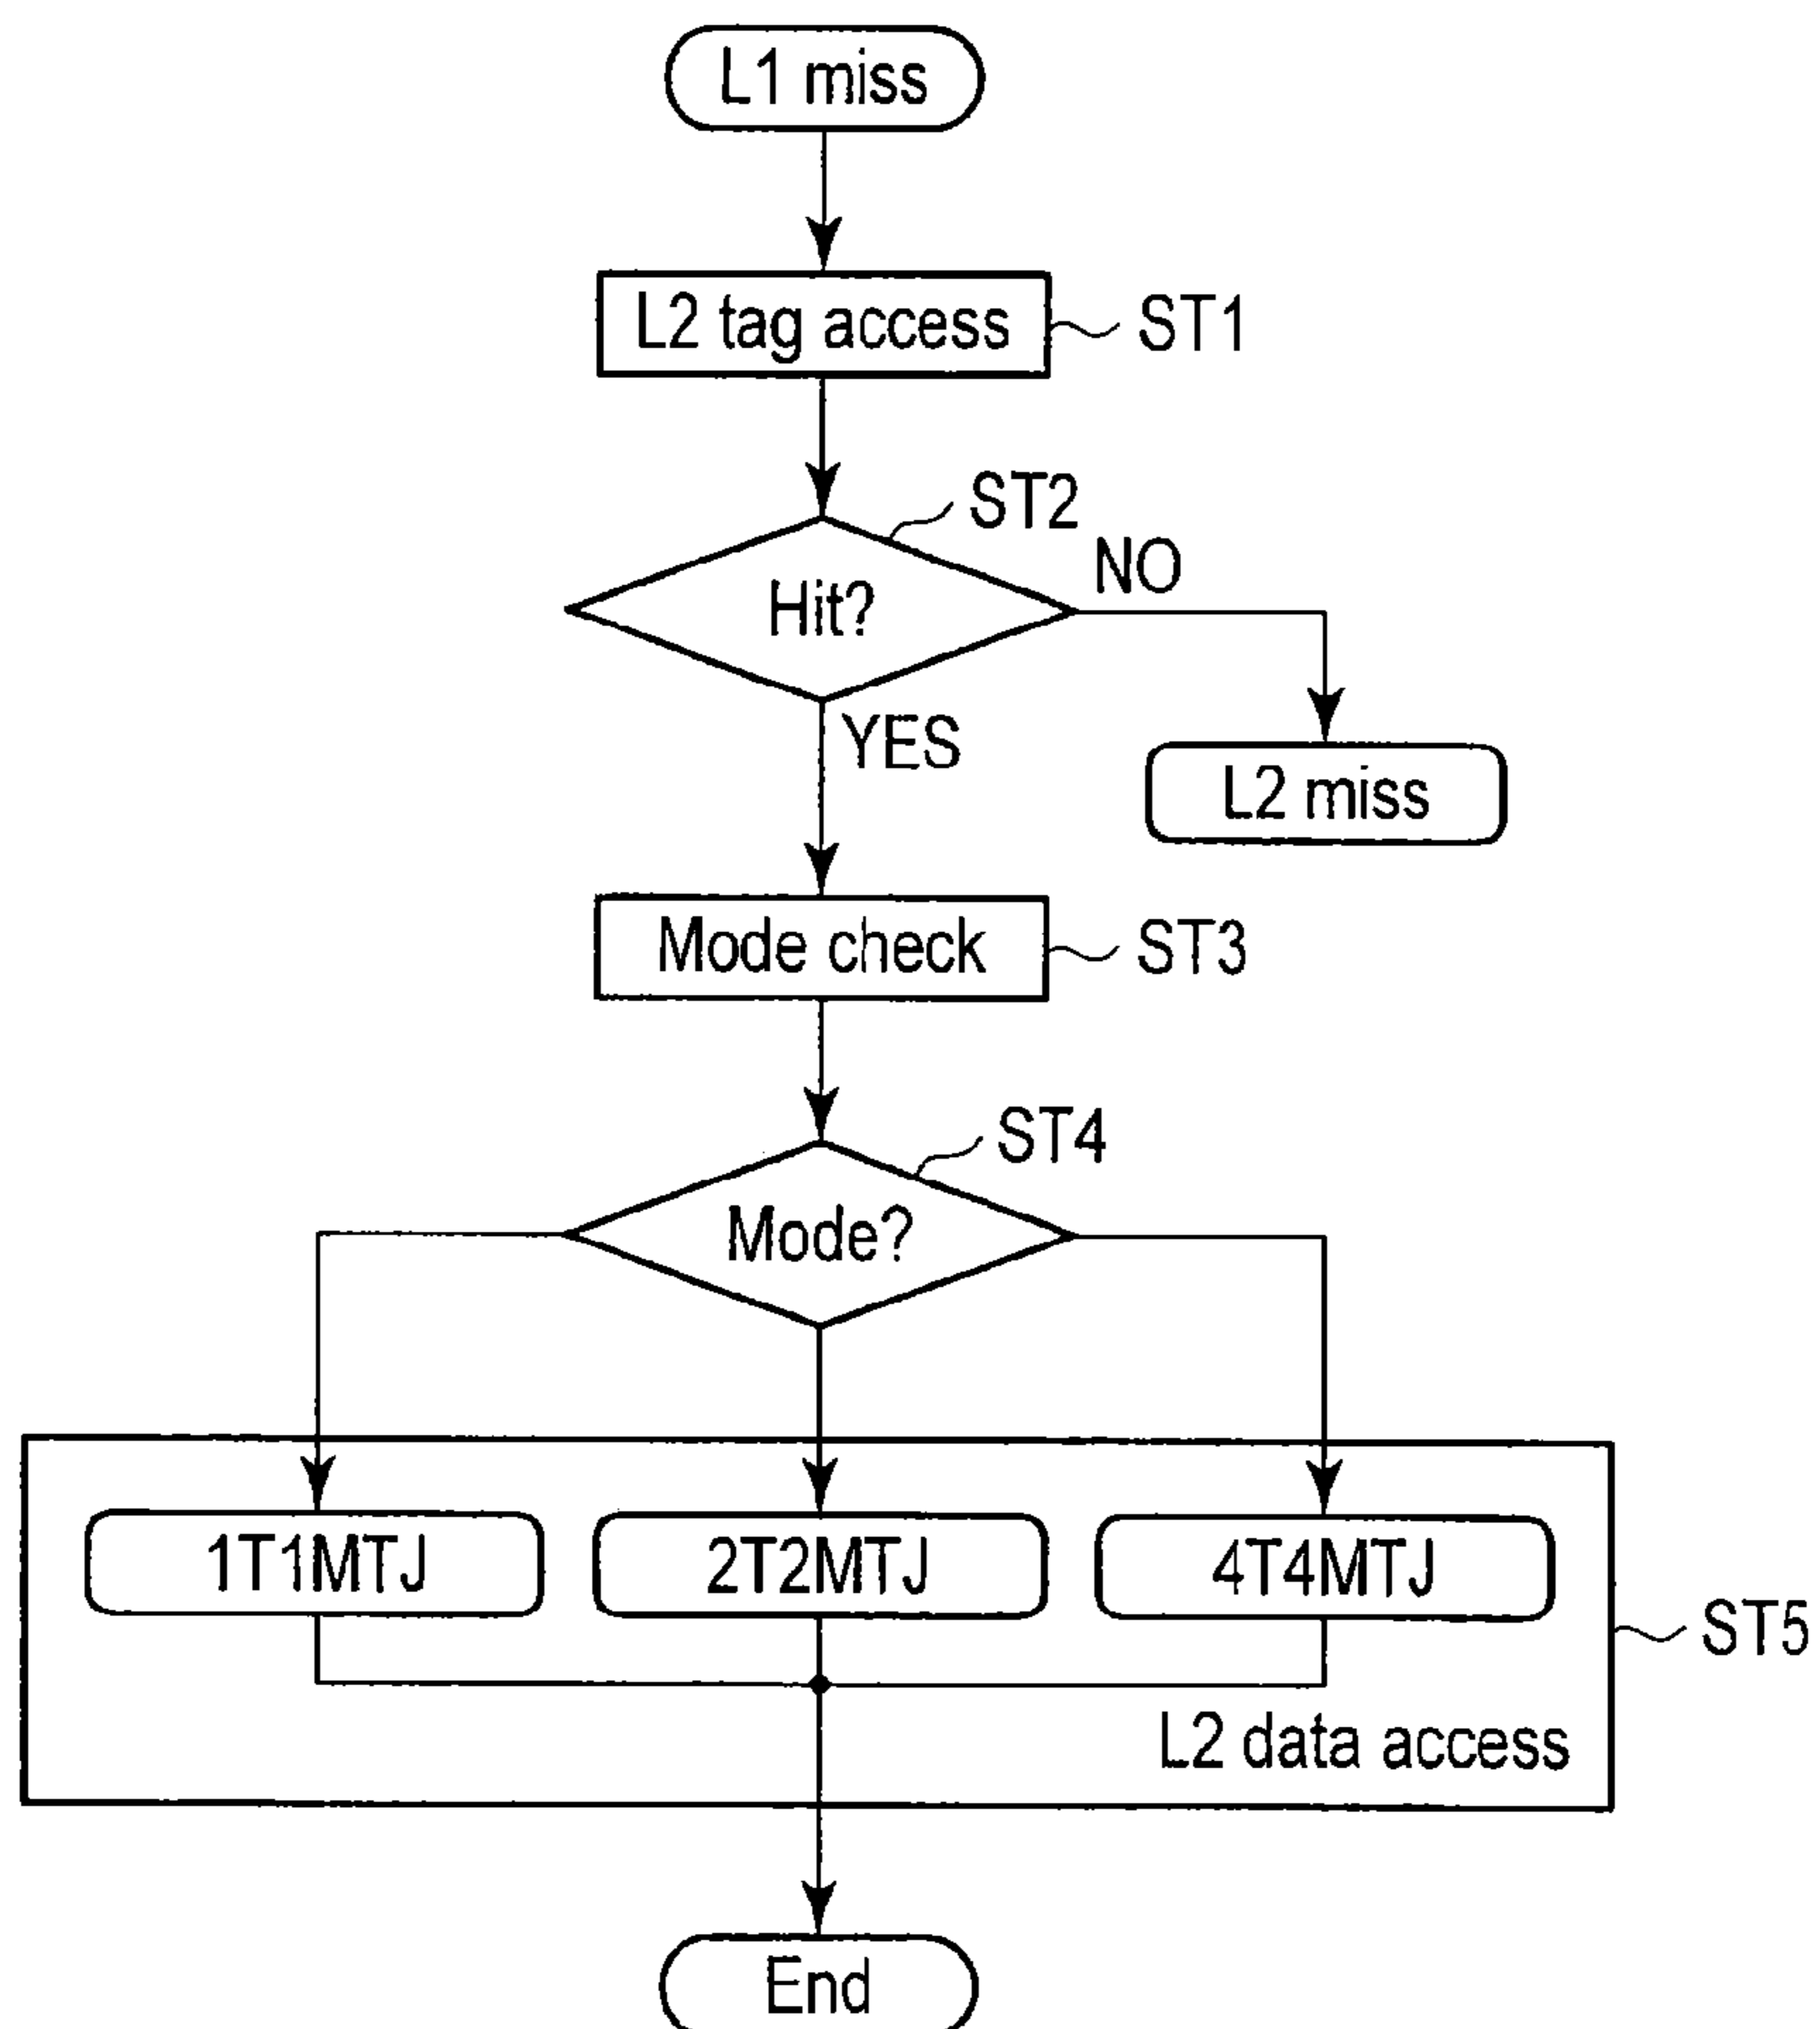 L1 miss
L2 tag access
ST1
ST2
Hit?
NO
YES
L2 miss
Mode check
ST3
ST4
Mode?
1T1MTJ
2T2MTJ
4T4MTJ
ST5
L2 data access
End